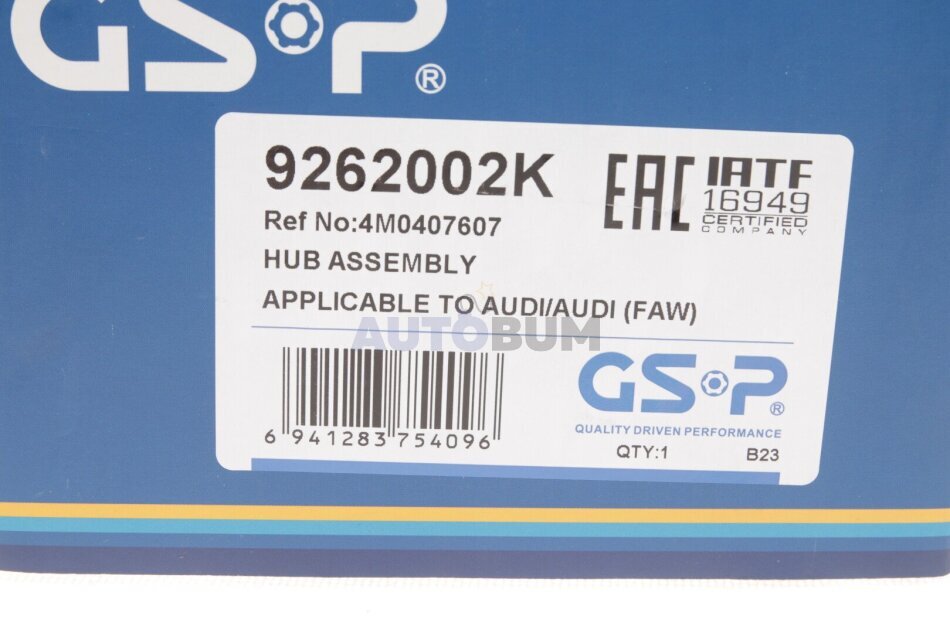 GS·P®
9262002K
EAC
IATF
16949
CERTIFIED
COMPANY
Ref No:4M0407607
HUB ASSEMBLY
APPLICABLE TO AUDI/AUDI (FAW)
AUTOBUM
6 941283 754096
GS·P®
QUALITY DRIVEN PERFORMANCE
QTY:1
B23